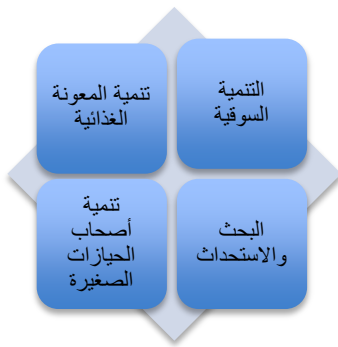 التنمية
السوقية
تنمية المعونة
الغذائية
البحث
والاستحداث
تنمية
أصحاب
الحيازات
الصغيرة